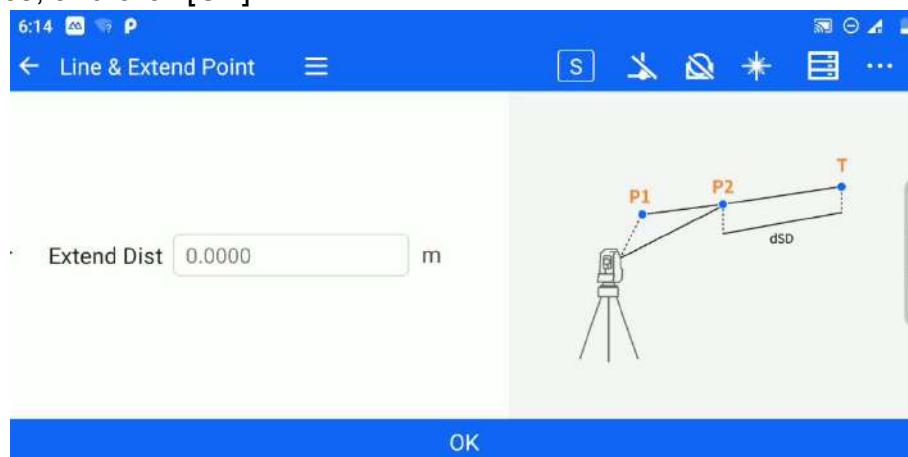 6:14
Line & Extend Point
S
P1
P2
T
Extend Dist 0.0000 m
dSD
OK